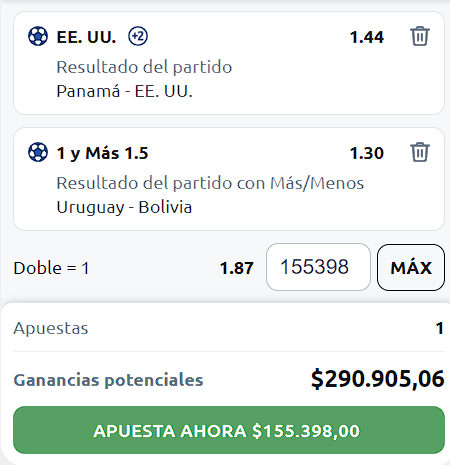 EE. UU. +2 1.44
Resultado del partido
Panamá - EE. UU.
1 y Más 1.5 1.30
Resultado del partido con Más/Menos
Uruguay - Bolivia
Doble = 1 1.87 155398 MÁX
Apuestas 1
Ganancias potenciales $290.905,06
APUESTA AHORA $155.398,00